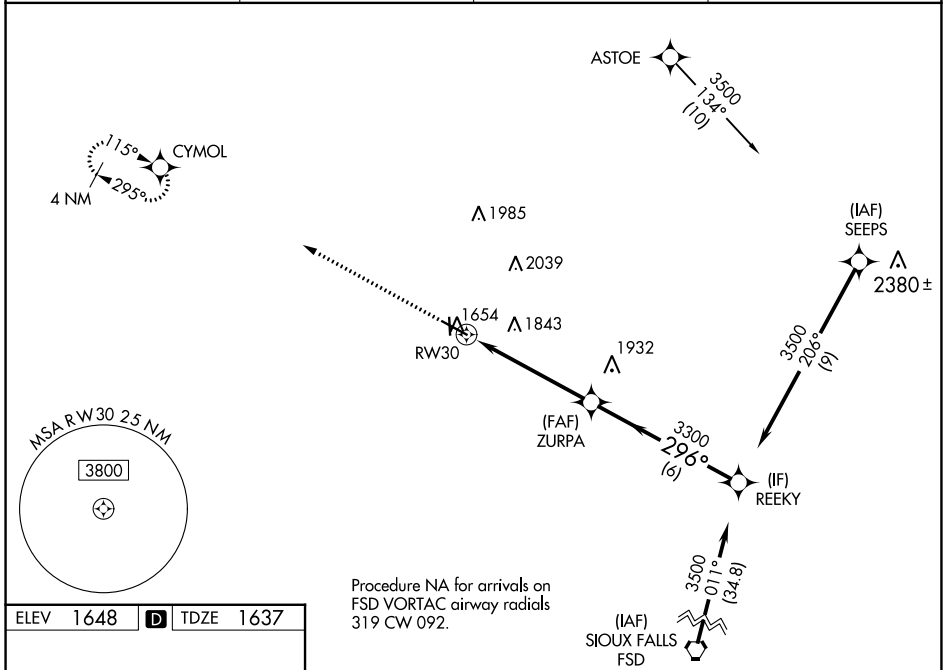 ASTOE
3500
134°
(10)
115°
CYMOL
295°
4 NM
1985
(IAF)
SEEPS
2039
2380 ±
1654
1843
RW30
1932
3500
206°
(9)
(FAF)
ZURPA
3300
296°
(6)
MSA RW30 25 NM
3800
(IF)
REEKY
3500
011°
(34.8)
Procedure NA for arrivals on
FSD VORTAC airway radials
319 CW 092.
ELEV 1648 D TDZE 1637
(IAF)
SIOUX FALLS
FSD